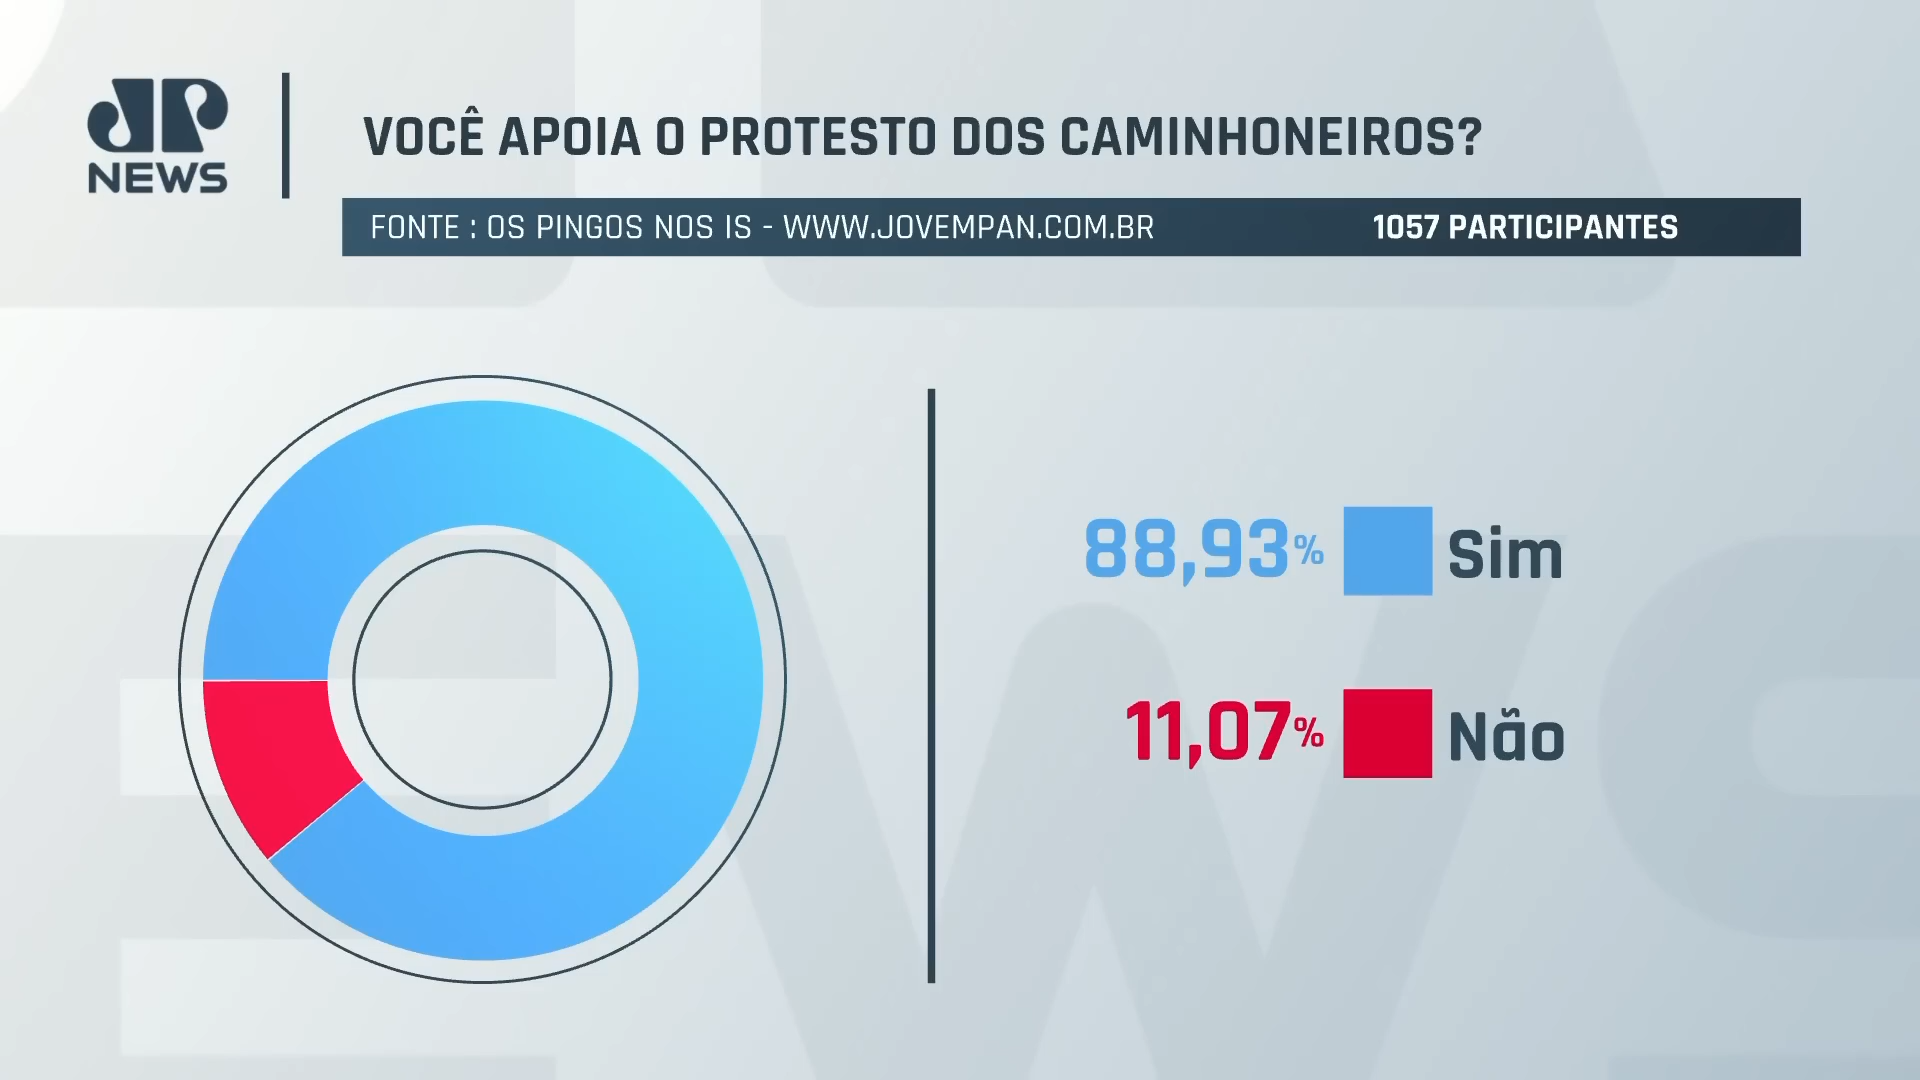 JP
NEWS
VOCÊ APOIA O PROTESTO DOS CAMINHONEIROS?
FONTE : OS PINGOS NOS IS - WWW.JOVEMPAN.COM.BR 1057 PARTICIPANTES
88,93% Sim
11,07% Não